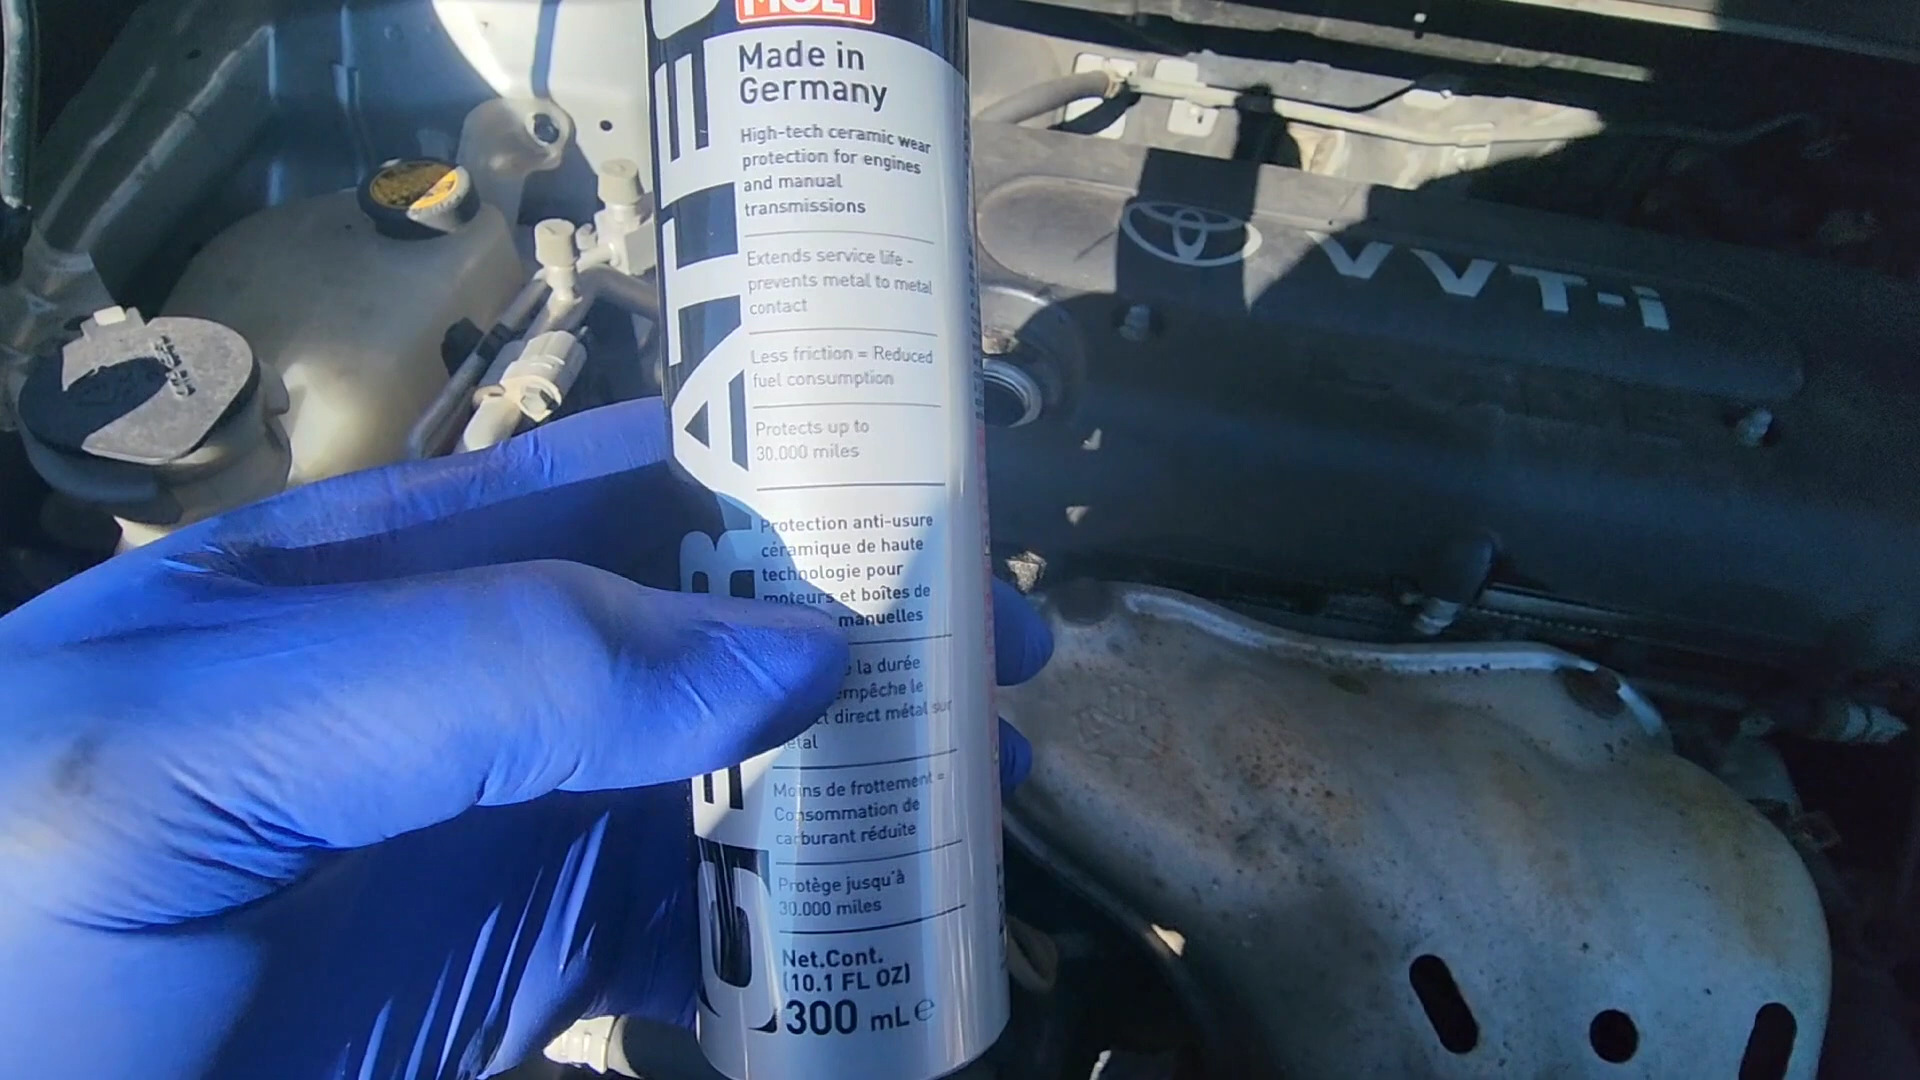 MOLY
Made in
Germany
High-tech ceramic wear
protection for engines
and manual
transmissions
Extends service life -
prevents metal to metal
contact
Less friction = Reduced
fuel consumption
Protects up to
30.000 miles
Protection anti-usure
céramique de haute
technologie pour
moteurs et boîtes de
manuelles
la durée
empêche le
direct métal sur
métal
Moins de frottement =
Consommation de
carburant réduite
Protège jusqu'à
30.000 miles
Net.Cont.
(10.1 FL OZ)
300 mL e
CERATEC
VVT-i